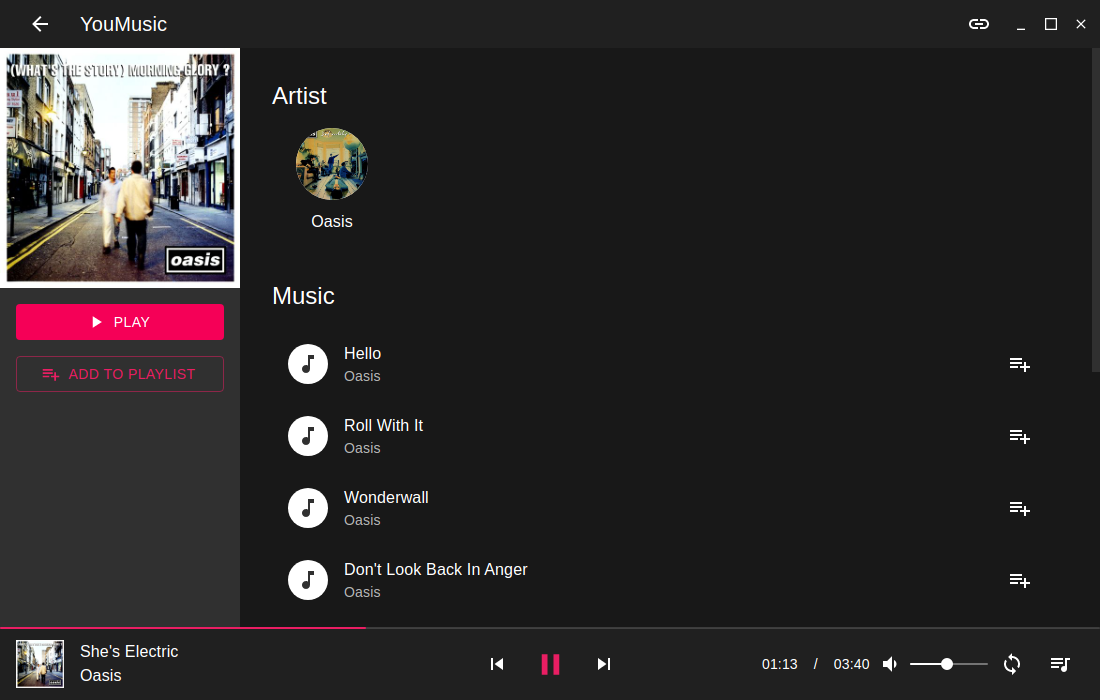 YouMusic
(WHAT'S THE STORY) MORNING GLORY ?
oasis
PLAY
ADD TO PLAYLIST
Artist
Oasis
Music
Hello
Oasis
Roll With It
Oasis
Wonderwall
Oasis
Don't Look Back In Anger
Oasis
She's Electric
Oasis
01:13 / 03:40